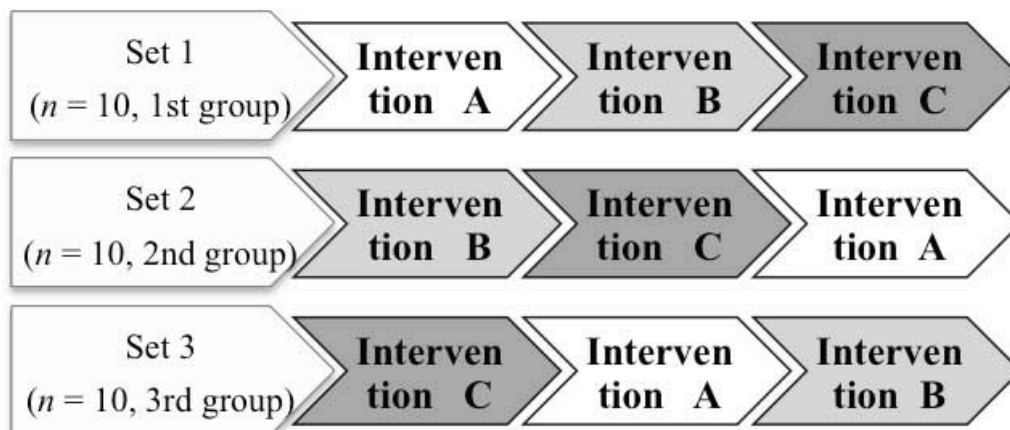 Set 1
(n = 10, 1st group)
Interven
tion A
Interven
tion B
Interven
tion C
Set 2
(n = 10, 2nd group)
Interven
tion B
Interven
tion C
Interven
tion A
Set 3
(n = 10, 3rd group)
Interven
tion C
Interven
tion A
Interven
tion B